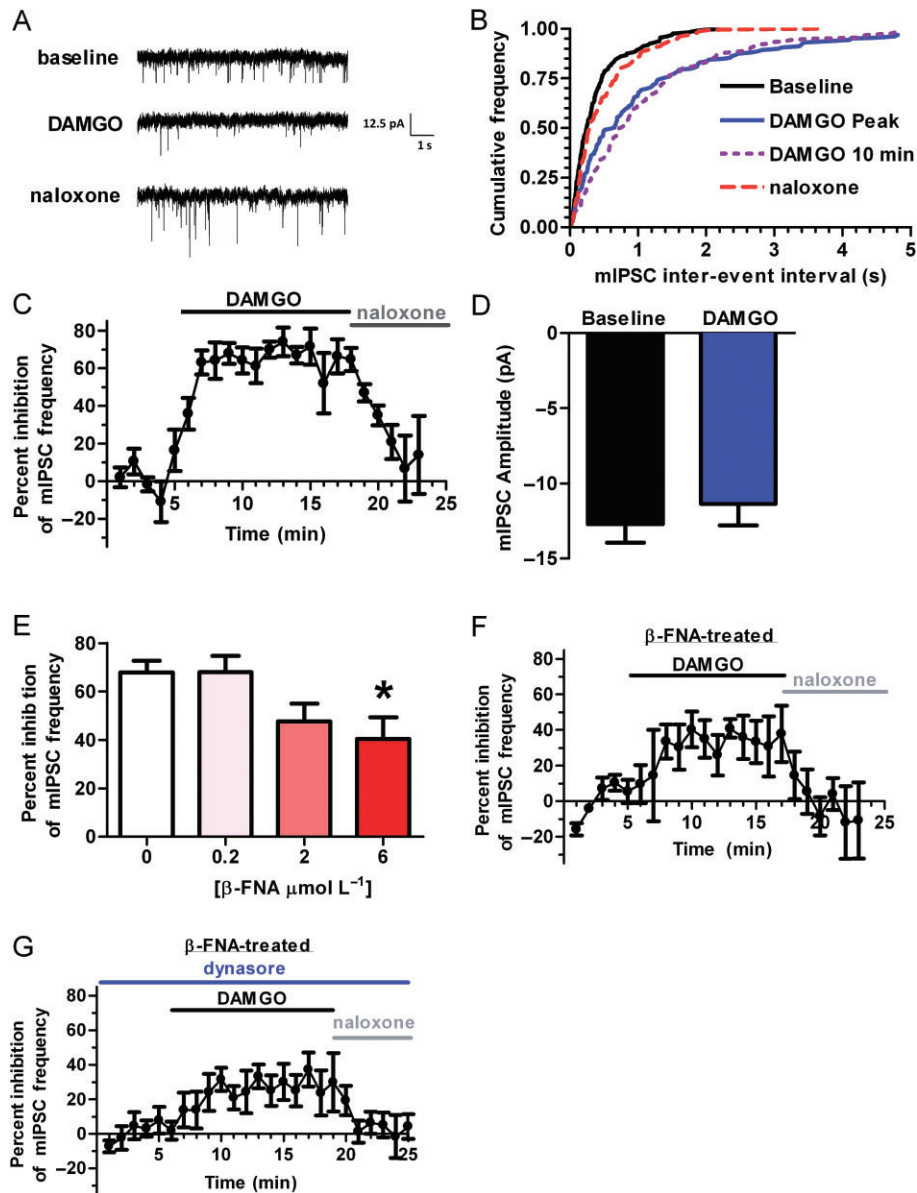 A
baseline
DAMGO
naloxone
12.5 pA
1 s
B
Cumulative frequency
1.00
0.75
0.50
0.25
0.00
0 1 2 3 4 5
mIPSC inter-event interval (s)
Baseline
DAMGO Peak
DAMGO 10 min
naloxone
C
DAMGO
naloxone
Percent inhibition
of mIPSC frequency
80
60
40
20
0
−20
5 10 15 20 25
Time (min)
D
Baseline DAMGO
mIPSC Amplitude (pA)
0
−5
−10
−15
E
Percent inhibition
of mIPSC frequency
80
60
40
20
0
*
0 0.2 2 6
[β-FNA μmol L⁻¹]
F
β-FNA-treated
DAMGO
naloxone
Percent inhibition
of mIPSC frequency
80
60
40
20
0
−20
5 10 15 20 25
Time (min)
G
β-FNA-treated
dynasore
DAMGO
naloxone
Percent inhibition
of mIPSC frequency
80
60
40
20
0
−20
5 10 15 20 25
Time (min)